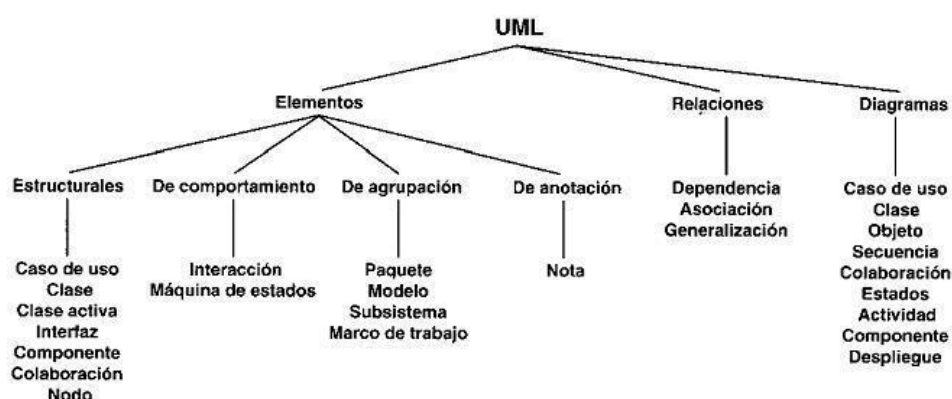 UML
Elementos
Relaciones
Diagramas
Estructurales
De comportamiento
De agrupación
De anotación
Dependencia
Asociación
Generalización
Caso de uso
Clase
Objeto
Secuencia
Colaboración
Estados
Actividad
Componente
Despliegue
Caso de uso
Clase
Clase activa
Interfaz
Componente
Colaboración
Nodo
Interacción
Máquina de estados
Paquete
Modelo
Subsistema
Marco de trabajo
Nota